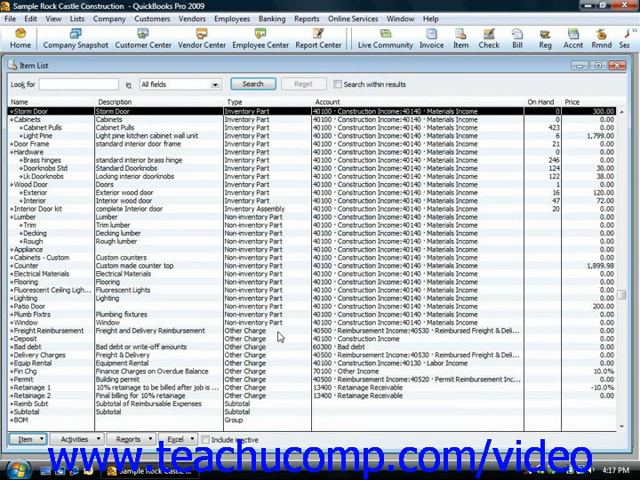 Sample Rock Castle Construction - QuickBooks Pro 2009
File Edit View Lists Company Customers Vendors Employees Banking Reports Online Services Window Help
Home Company Snapshot Customer Center Vendor Center Employee Center Report Center Live Community Invoice Item Check Bill Reg Accnt Rmnd Sea
Item List
Look for in All fields Search Reset Search within results
Name Description Type Account On Hand Price
Storm Door Storm Door Inventory Part 40100 · Construction Income:40140 · Materials Income 0 300.00
Cabinets Cabinets Inventory Part 40100 · Construction Income:40140 · Materials Income 0 0.00
Cabinet Pulls Cabinet Pulls Inventory Part 40100 · Construction Income:40140 · Materials Income 423 0.00
Light Pine Light pine kitchen cabinet wall unit Inventory Part 40100 · Construction Income:40140 · Materials Income 6 1,799.00
Door Frame standard interior door frame Inventory Part 40100 · Construction Income:40140 · Materials Income 21 0.00
Hardware Inventory Part 40100 · Construction Income:40140 · Materials Income 0 0.00
Brass hinges standard interior brass hinge Inventory Part 40100 · Construction Income:40140 · Materials Income 246 0.00
Doorknobs Std Standard Doorknobs Inventory Part 40100 · Construction Income:40140 · Materials Income 124 30.00
Lk Doorknobs Locking interior doorknobs Inventory Part 40100 · Construction Income:40140 · Materials Income 122 38.00
Wood Door Doors Inventory Part 40100 · Construction Income:40140 · Materials Income 1 0.00
Exterior Exterior wood door Inventory Part 40100 · Construction Income:40140 · Materials Income 16 120.00
Interior Interior wood door Inventory Part 40100 · Construction Income:40140 · Materials Income 47 72.00
Interior Door kit complete Interior door Inventory Assembly 40100 · Construction Income:40140 · Materials Income 20 0.00
Lumber Lumber Non-inventory Part 40100 · Construction Income:40140 · Materials Income 0.00
Trim Trim lumber Non-inventory Part 40100 · Construction Income:40140 · Materials Income 0.00
Decking Decking lumber Non-inventory Part 40100 · Construction Income:40140 · Materials Income 0.00
Rough Rough lumber Non-inventory Part 40100 · Construction Income:40140 · Materials Income 0.00
Appliance Non-inventory Part 40100 · Construction Income:40140 · Materials Income 0.00
Cabinets - Custom Custom counters Non-inventory Part 40100 · Construction Income:40140 · Materials Income 0.00
Counter Custom made counter top Non-inventory Part 40100 · Construction Income:40140 · Materials Income 1,899.98
Electrical Materials Electrical Materials Non-inventory Part 40100 · Construction Income:40140 · Materials Income 0.00
Flooring Flooring Non-inventory Part 40100 · Construction Income:40140 · Materials Income 0.00
Fluorescent Ceiling Ligh... Fluorescent Lights Non-inventory Part 40100 · Construction Income:40140 · Materials Income 0.00
Lighting Lighting Non-inventory Part 40100 · Construction Income:40140 · Materials Income 0.00
Patio Door Non-inventory Part 40100 · Construction Income:40140 · Materials Income 200.00
Plumb Fixtrs Plumbing fixtures Non-inventory Part 40100 · Construction Income:40140 · Materials Income 0.00
Window Window Non-inventory Part 40100 · Construction Income:40140 · Materials Income 0.00
Freight Reimbursement Freight and Delivery Reimbursement Other Charge 40500 · Reimbursement Income:40530 · Reimbursed Freight & Deli... 0.00
Deposit Other Charge 40100 · Construction Income 0.00
Bad debt Bad debt or write-off amounts Other Charge 60300 · Bad debt 0.00
Delivery Charges Freight & Delivery Other Charge 40500 · Reimbursement Income:40530 · Reimbursed Freight & Deli... 0.00
Equip Rental Equipment Rental Other Charge 40100 · Construction Income:40130 · Labor Income 0.00
Fin Chg Finance Charges on Overdue Balance Other Charge 70100 · Other Income 10.0%
Permit Building permit Other Charge 40500 · Reimbursement Income:40520 · Permit Reimbursement Inc... 0.00
Retainage 1 10% retainage to be billed after job is ... Other Charge 13400 · Retainage Receivable -10.0%
Retainage 2 Final billing for 10% retainage Other Charge 13400 · Retainage Receivable 0.00
Reimb Subt Subtotal of Reimbursable Expenses Subtotal
Subtotal Subtotal Subtotal
BOM Group
Item Activities Reports Excel Include inactive
www.teachucomp.com/video
Sample Rock Castle ... 4:17 PM